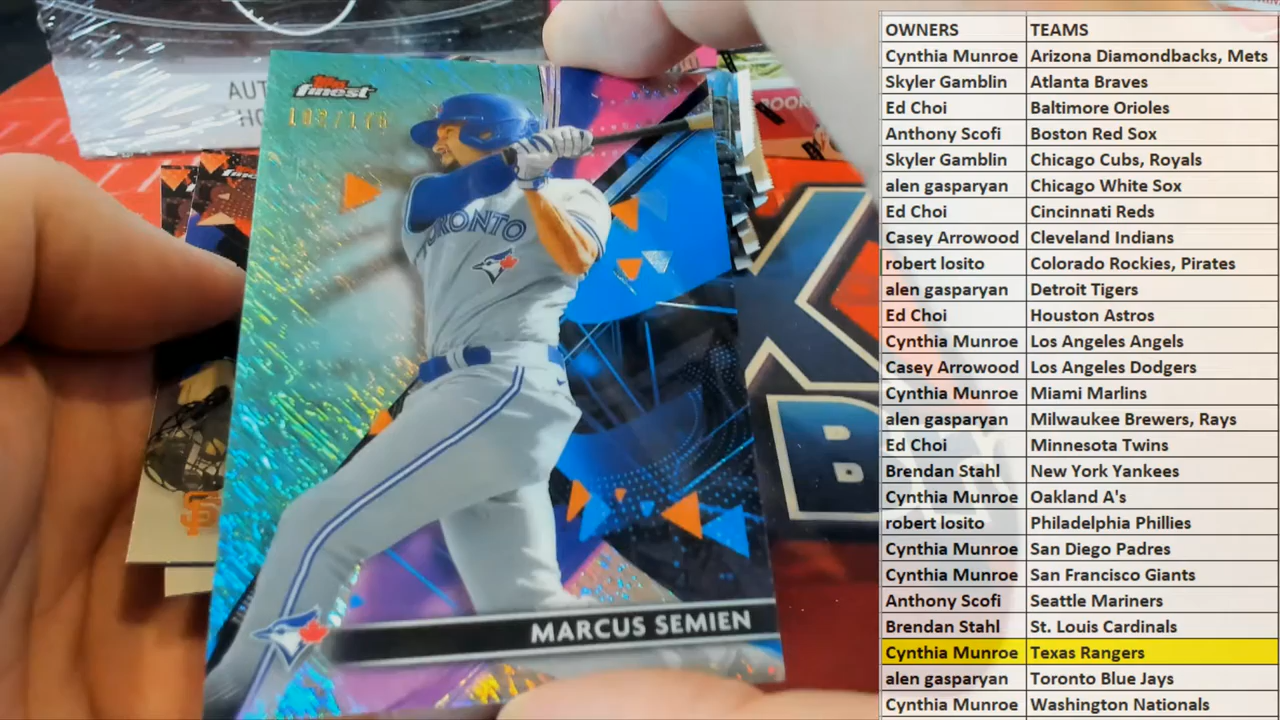 AUT
HO
Topps
finest
TORONTO
MARCUS SEMIEN
SF
B
OWNERS TEAMS
Cynthia Munroe Arizona Diamondbacks, Mets
Skyler Gamblin Atlanta Braves
Ed Choi Baltimore Orioles
Anthony Scofi Boston Red Sox
Skyler Gamblin Chicago Cubs, Royals
alen gasparyan Chicago White Sox
Ed Choi Cincinnati Reds
Casey Arrowood Cleveland Indians
robert losito Colorado Rockies, Pirates
alen gasparyan Detroit Tigers
Ed Choi Houston Astros
Cynthia Munroe Los Angeles Angels
Casey Arrowood Los Angeles Dodgers
Cynthia Munroe Miami Marlins
alen gasparyan Milwaukee Brewers, Rays
Ed Choi Minnesota Twins
Brendan Stahl New York Yankees
Cynthia Munroe Oakland A's
robert losito Philadelphia Phillies
Cynthia Munroe San Diego Padres
Cynthia Munroe San Francisco Giants
Anthony Scofi Seattle Mariners
Brendan Stahl St. Louis Cardinals
Cynthia Munroe Texas Rangers
alen gasparyan Toronto Blue Jays
Cynthia Munroe Washington Nationals